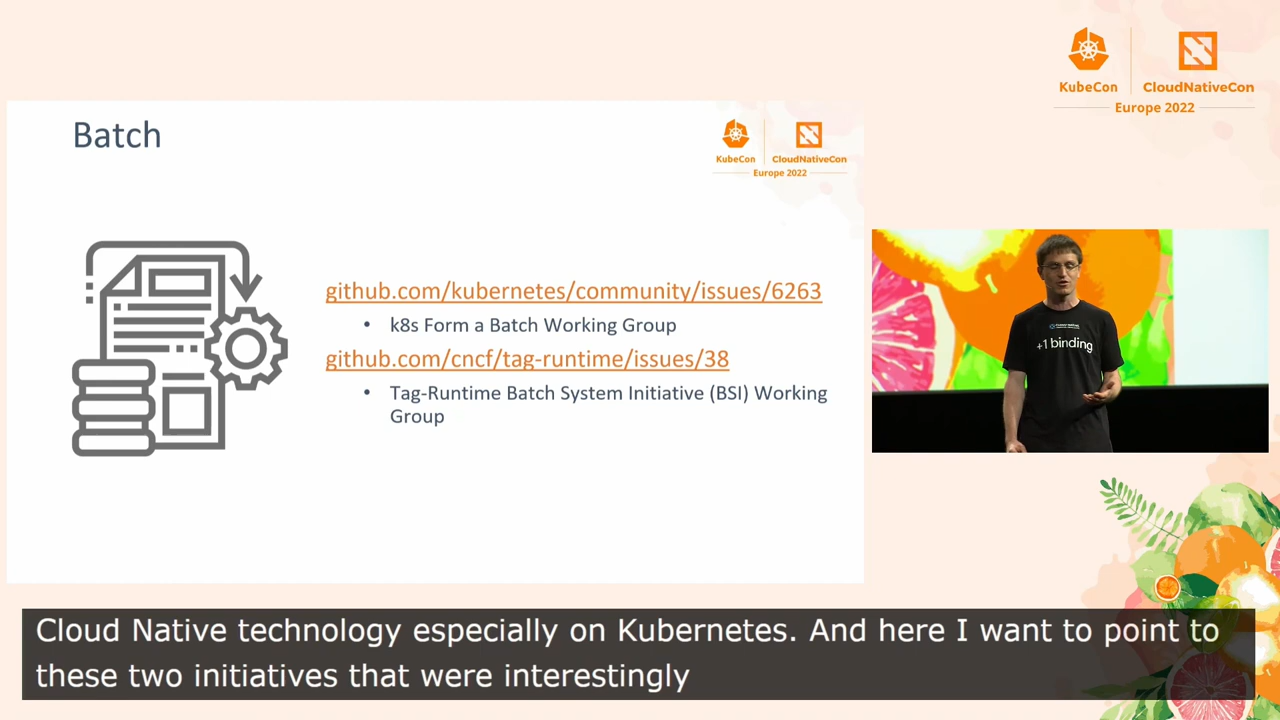 KubeCon
CloudNativeCon
Europe 2022
Batch
KubeCon
CloudNativeCon
Europe 2022
github.com/kubernetes/community/issues/6263
• k8s Form a Batch Working Group
github.com/cncf/tag-runtime/issues/38
• Tag-Runtime Batch System Initiative (BSI) Working
Group
+1 binding
Cloud Native technology especially on Kubernetes. And here I want to point to
these two initiatives that were interestingly